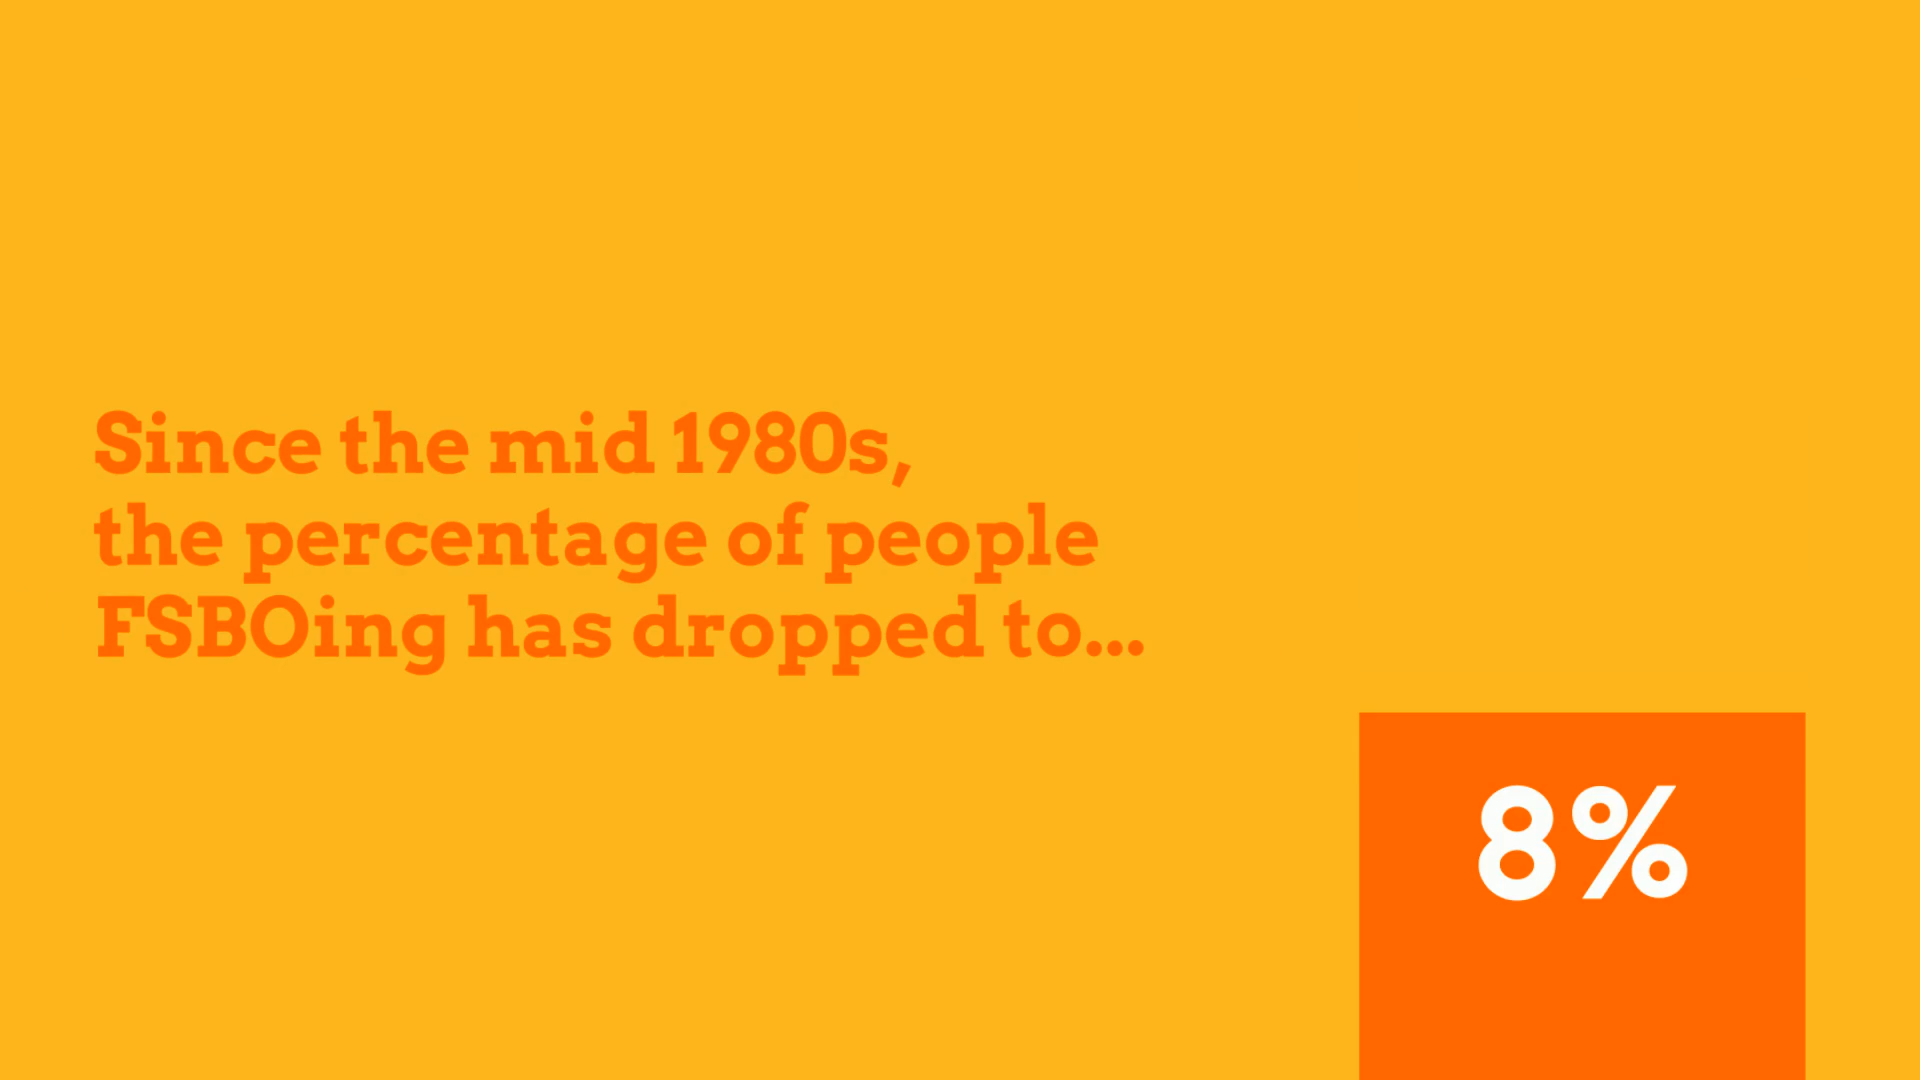 Since the mid 1980s,
the percentage of people
FSBOing has dropped to...
8%